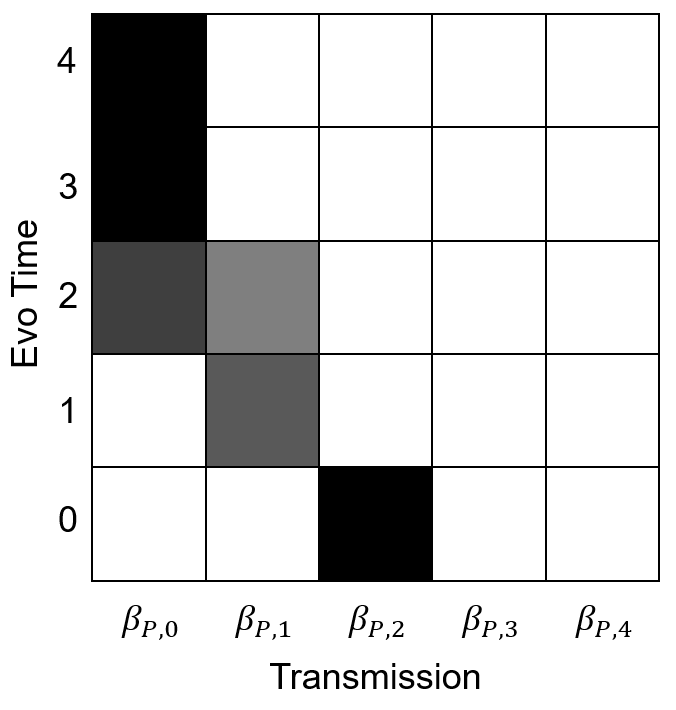 Evo Time
4
3
2
1
0
β_{P,0} β_{P,1} β_{P,2} β_{P,3} β_{P,4}
Transmission